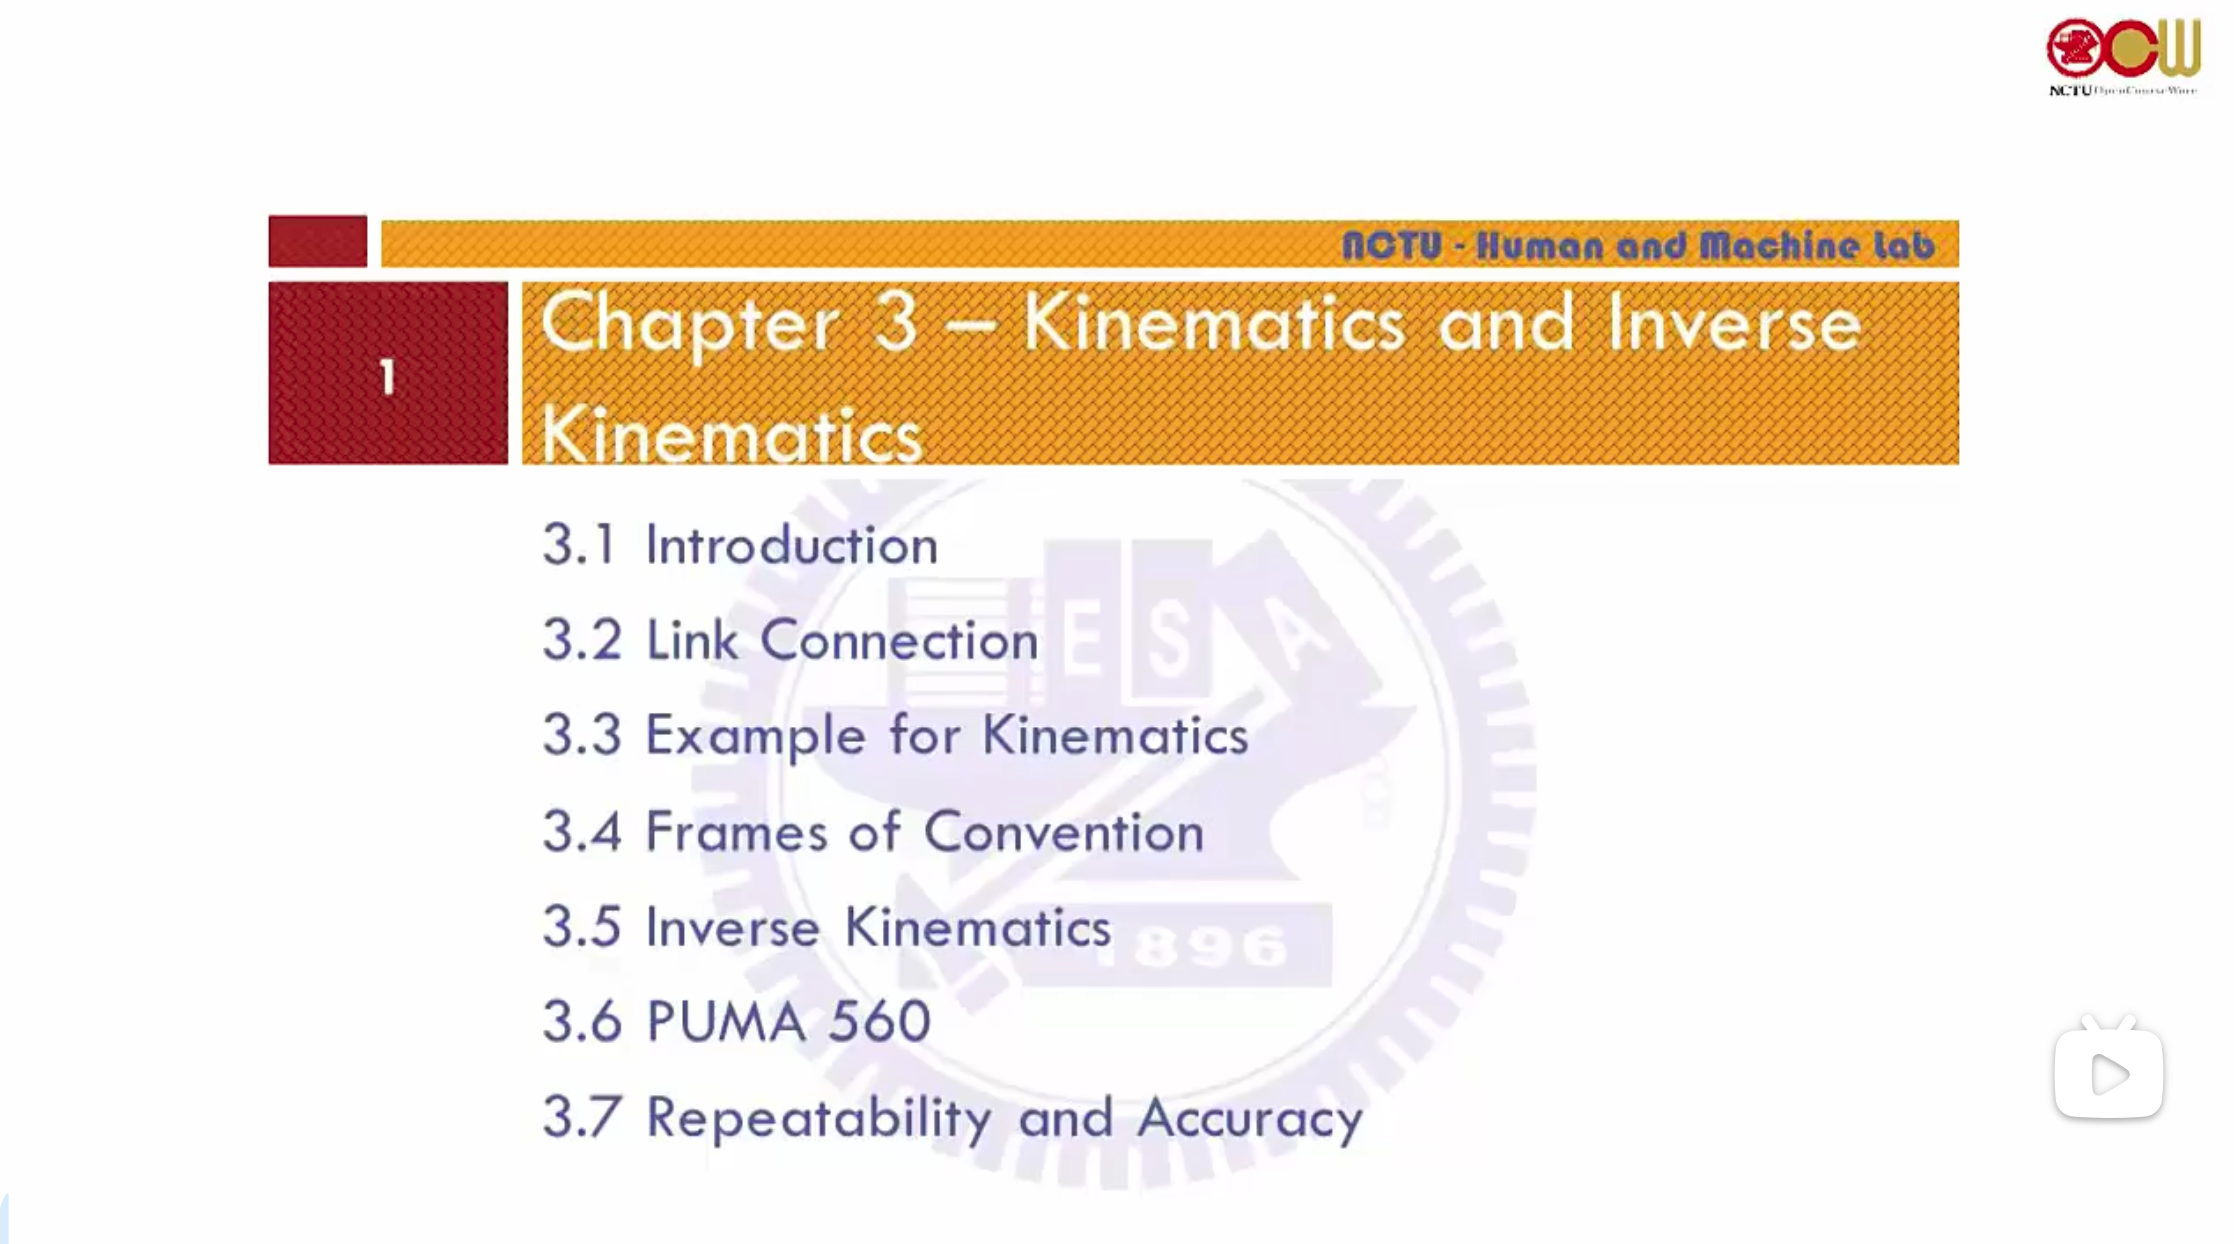 NCTU OpenCourseWare
NCTU - Human and Machine Lab
1
Chapter 3 – Kinematics and Inverse
Kinematics
3.1 Introduction
3.2 Link Connection
3.3 Example for Kinematics
3.4 Frames of Convention
3.5 Inverse Kinematics
3.6 PUMA 560
3.7 Repeatability and Accuracy
E S A
1896